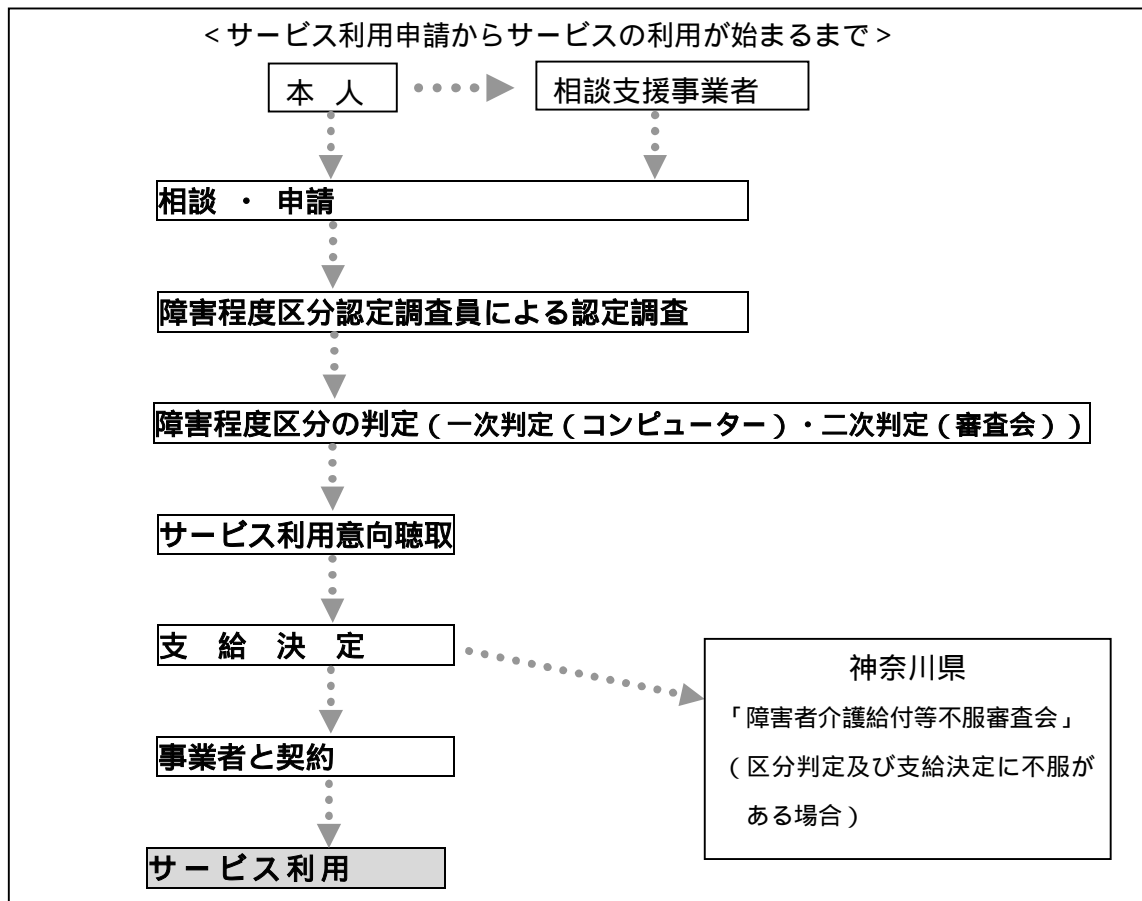 <サービス利用申請からサービスの利用が始まるまで>
本 人
相談支援事業者
相談 ・ 申請
障害程度区分認定調査員による認定調査
障害程度区分の判定(一次判定(コンピューター)・二次判定(審査会))
サービス利用意向聴取
支 給 決 定
神奈川県
「障害者介護給付等不服審査会」
(区分判定及び支給決定に不服が
ある場合)
事業者と契約
サービス利用